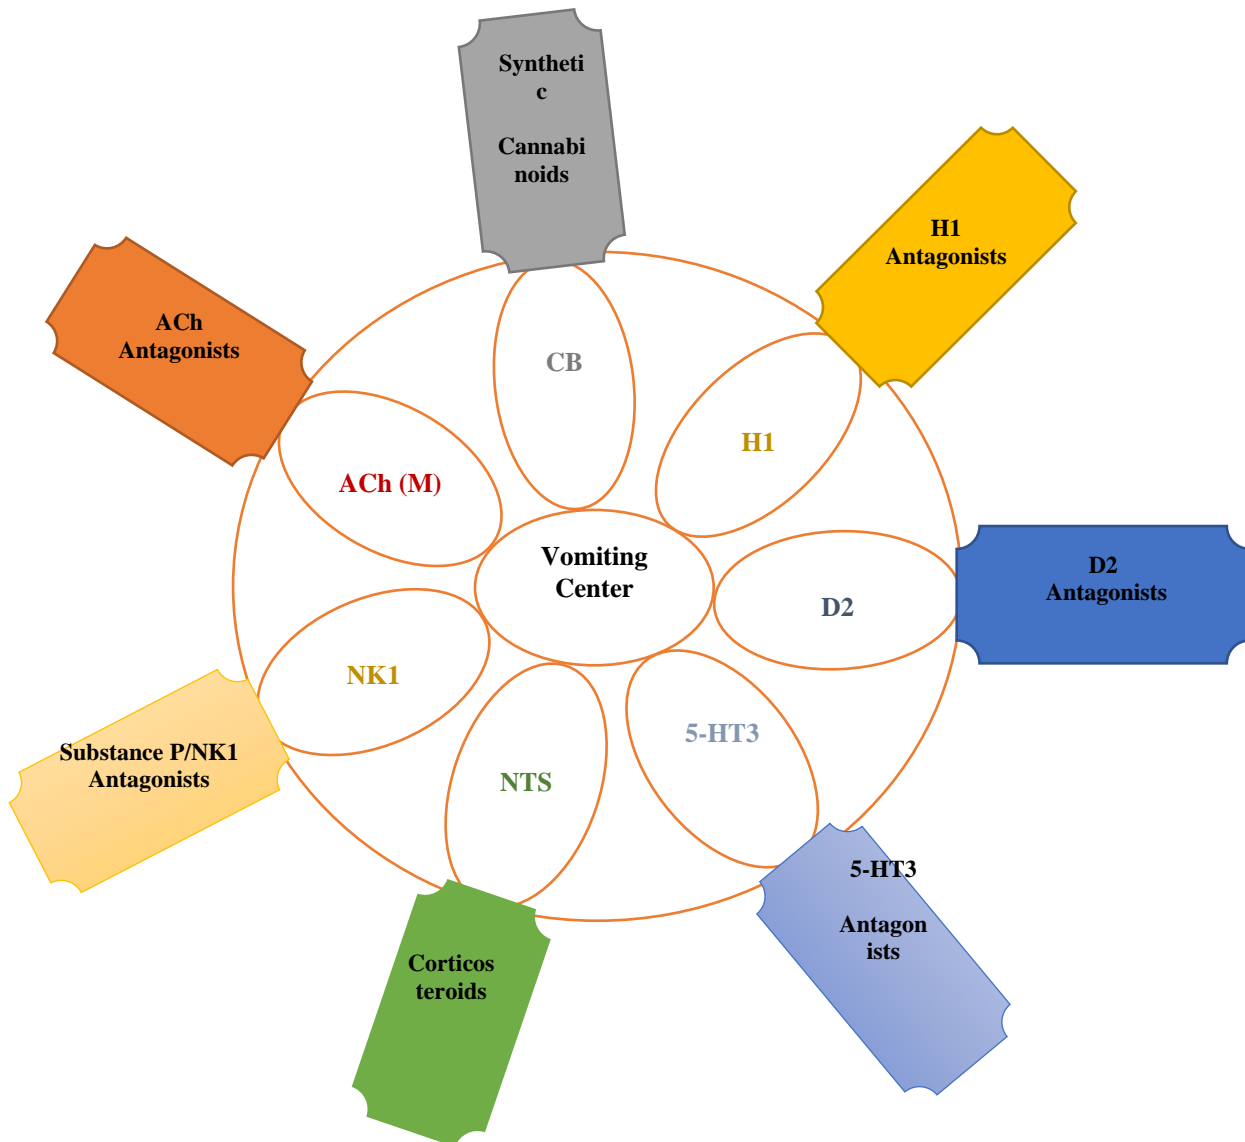 Syntheti
c
Cannabi
noids
H1
Antagonists
ACh
Antagonists
CB
H1
ACh (M)
Vomiting
Center
D2
Antagonists
D2
NK1
5-HT3
Substance P/NK1
Antagonists
NTS
5-HT3
Antagon
ists
Corticos
teroids